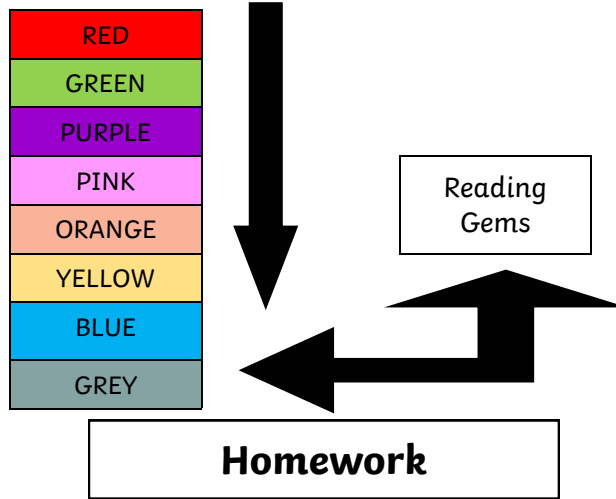 RED
GREEN
PURPLE
PINK
ORANGE
YELLOW
BLUE
GREY
Reading
Gems
Homework